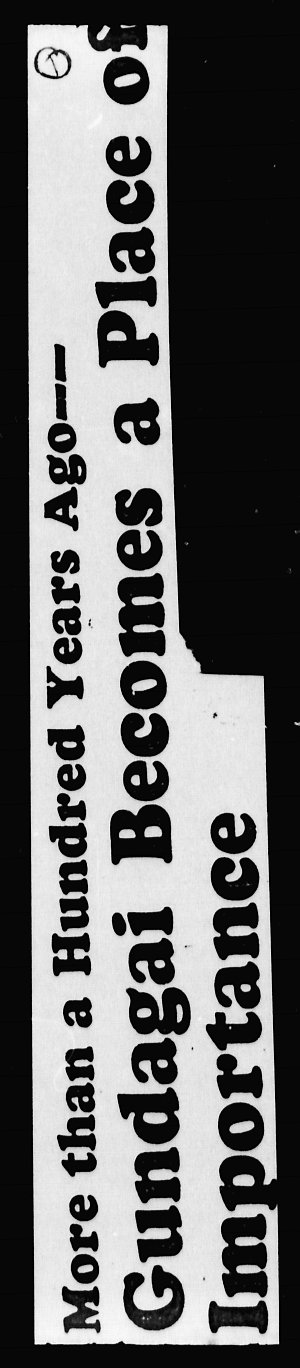 More than a Hundred Years Ago--
Gundagai Becomes a Place of
Importance